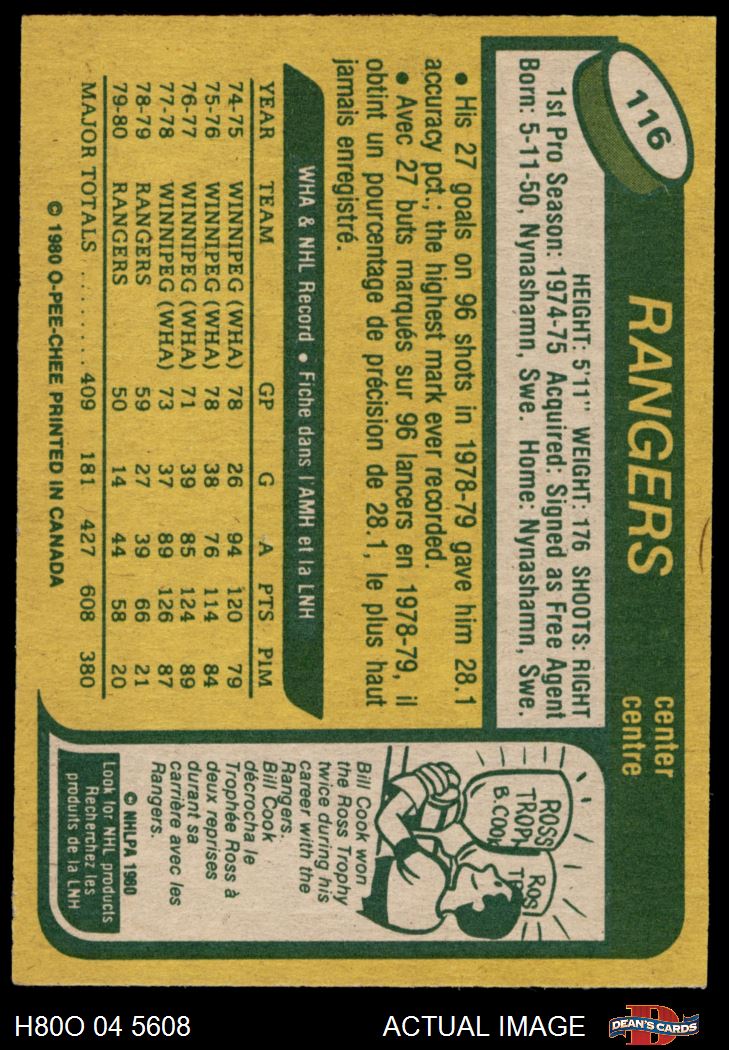 116
RANGERS
center
centre
HEIGHT: 5'11" WEIGHT: 176 SHOOTS: RIGHT
1st Pro Season: 1974-75 Acquired: Signed as Free Agent
Born: 5-11-50, Nynashamn, Swe. Home: Nynashamn, Swe.
• His 27 goals on 96 shots in 1978-79 gave him 28.1
accuracy pct.; the highest mark ever recorded.
• Avec 27 buts marqués sur 96 lancers en 1978-79, il
obtint un pourcentage de précision de 28.1, le plus haut
jamais enregistré.
WHA & NHL Record • Fiche dans l'AMH et la LNH
YEAR TEAM GP G A PTS PIM
74-75 WINNIPEG (WHA) 78 26 94 120 79
75-76 WINNIPEG (WHA) 78 38 76 114 84
76-77 WINNIPEG (WHA) 71 39 85 124 89
77-78 WINNIPEG (WHA) 73 37 89 126 87
78-79 RANGERS 59 27 39 66 21
79-80 RANGERS 50 14 44 58 20
MAJOR TOTALS ........ 409 181 427 608 380
© 1980 O-PEE-CHEE PRINTED IN CANADA
ROSS
TROPH
B.COOK
ROS
Bill Cook won
the Ross Trophy
twice during his
career with the
Rangers.
Bill Cook
décrocha le
Trophée Ross à
deux reprises
durant sa
carrière avec les
Rangers.
© NHLPA 1980
Look for NHL products
Recherchez les
produits de la LNH
H80O 04 5608
ACTUAL IMAGE
DEAN'S CARDS